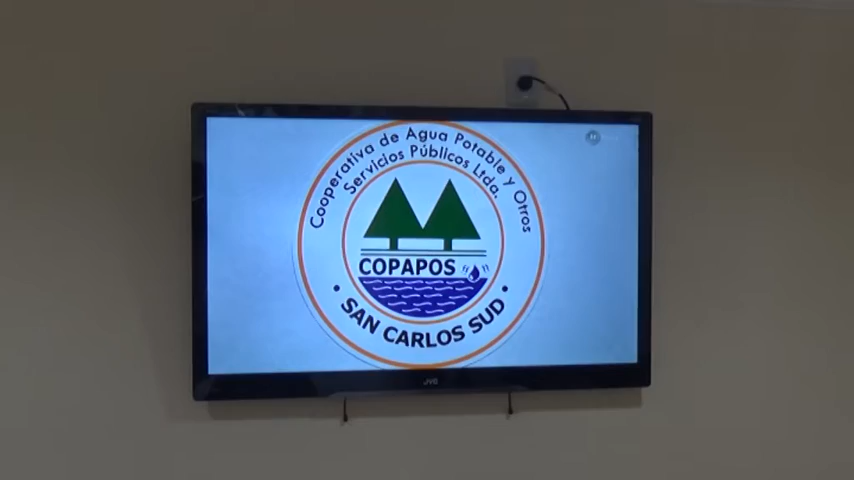 Cooperativa de Agua Potable y Otros
Servicios Públicos Ltda.
COPAPOS
• SAN CARLOS SUD •
JVC